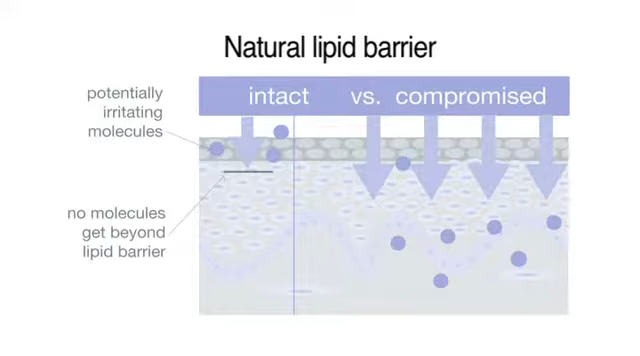 Natural lipid barrier
intact vs. compromised
potentially
irritating
molecules
no molecules
get beyond
lipid barrier